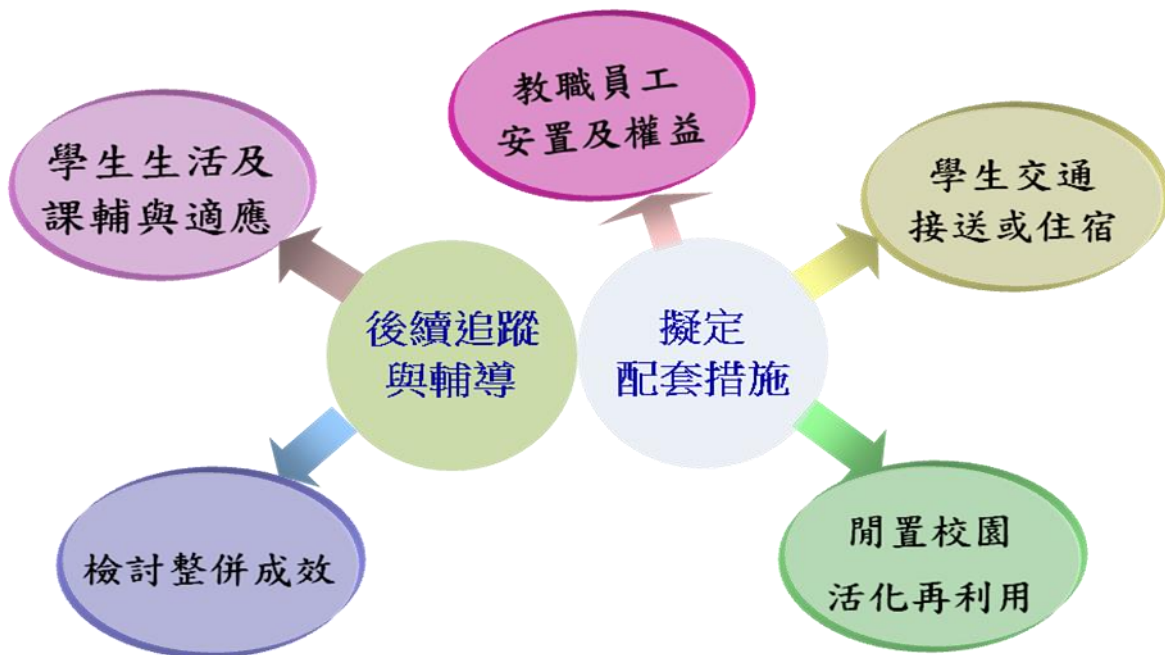 教職員工
安置及權益
學生生活及
課輔與適應
學生交通
接送或住宿
後續追蹤
與輔導
擬定
配套措施
檢討整併成效
閒置校園
活化再利用